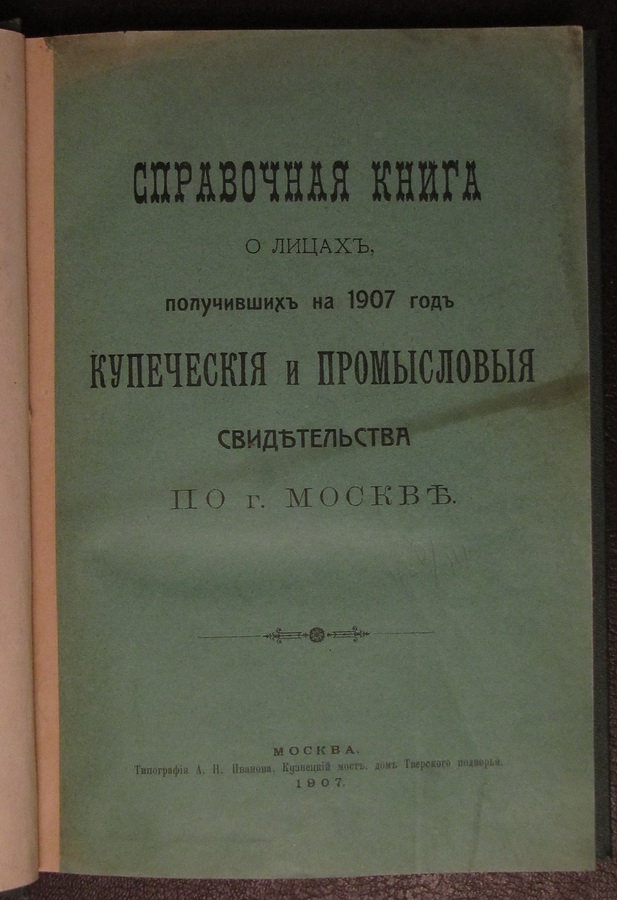 СПРАВОЧНАЯ КНИГА
О ЛИЦАХЪ,
получившихъ на 1907 годъ
КУПЕЧЕСКІЯ и ПРОМЫСЛОВЫЯ
СВИДѢТЕЛЬСТВА
ПО г. МОСКВѢ.
МОСКВА.
Типографія А. Н. Иванова, Кузнецкій мостъ, домъ Тверского подворья.
1907.